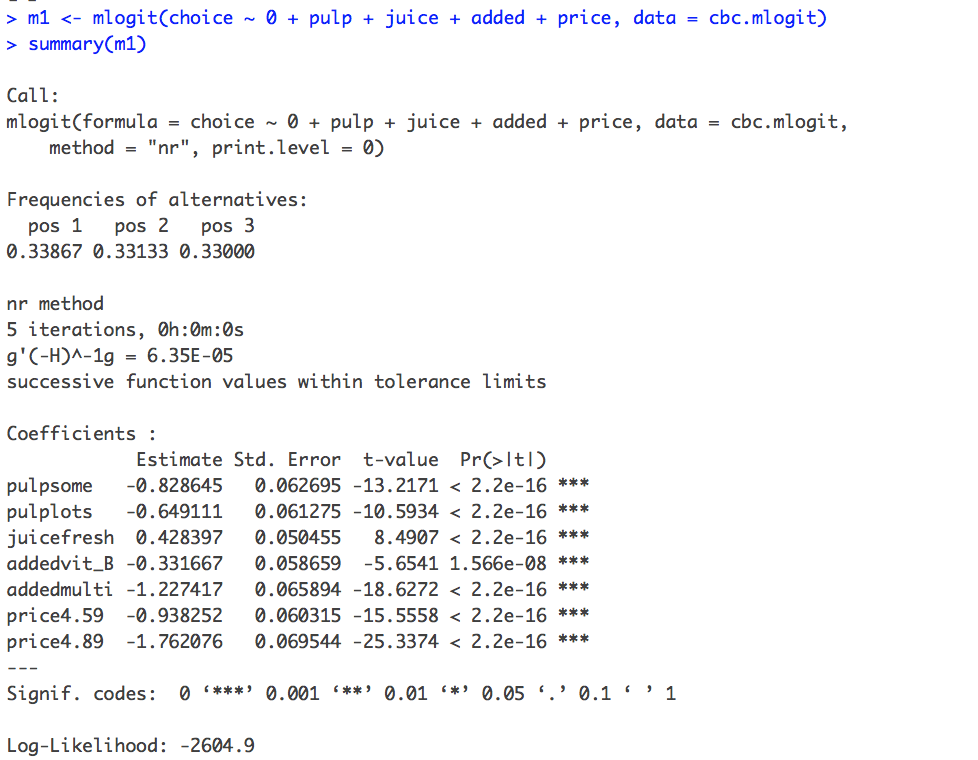 > m1 <- mlogit(choice ~ 0 + pulp + juice + added + price, data = cbc.mlogit)
> summary(m1)
Call:
mlogit(formula = choice ~ 0 + pulp + juice + added + price, data = cbc.mlogit,
    method = "nr", print.level = 0)
Frequencies of alternatives:
  pos 1   pos 2   pos 3
0.33867 0.33133 0.33000
nr method
5 iterations, 0h:0m:0s
g'(-H)^-1g = 6.35E-05
successive function values within tolerance limits
Coefficients :
            Estimate Std. Error  t-value  Pr(>|t|)
pulpsome   -0.828645   0.062695 -13.2171 < 2.2e-16 ***
pulplots   -0.649111   0.061275 -10.5934 < 2.2e-16 ***
juicefresh  0.428397   0.050455   8.4907 < 2.2e-16 ***
addedvit_B -0.331667   0.058659  -5.6541 1.566e-08 ***
addedmulti -1.227417   0.065894 -18.6272 < 2.2e-16 ***
price4.59  -0.938252   0.060315 -15.5558 < 2.2e-16 ***
price4.89  -1.762076   0.069544 -25.3374 < 2.2e-16 ***
---
Signif. codes:  0 ‘***’ 0.001 ‘**’ 0.01 ‘*’ 0.05 ‘.’ 0.1 ‘ ’ 1
Log-Likelihood: -2604.9